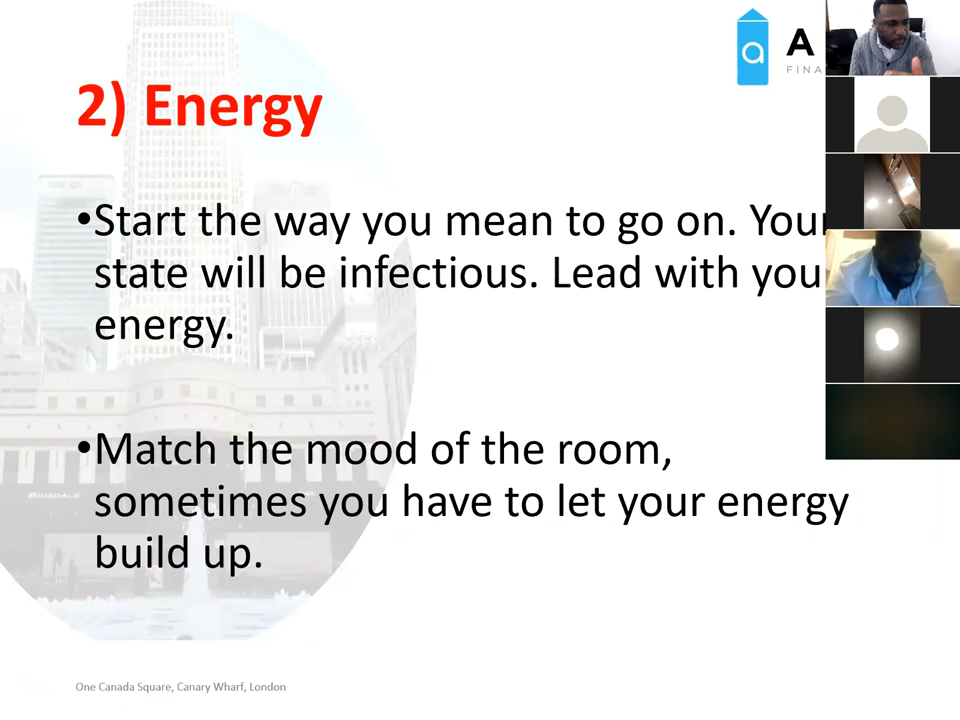 2) Energy
•Start the way you mean to go on. Your
state will be infectious. Lead with you
energy.
•Match the mood of the room,
sometimes you have to let your energy
build up.
One Canada Square, Canary Wharf, London
a
A
FINA